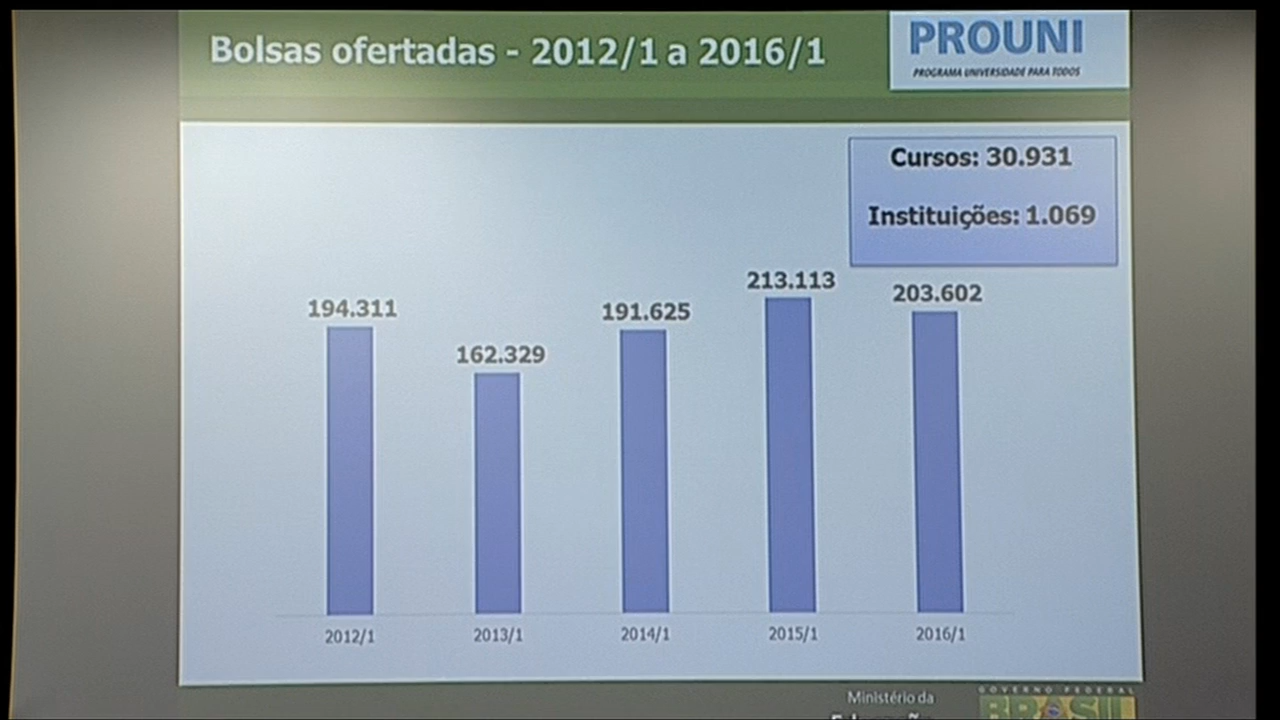 Bolsas ofertadas - 2012/1 a 2016/1
PROUNI
PROGRAMA UNIVERSIDADE PARA TODOS
Cursos: 30.931
Instituições: 1.069
194.311
162.329
191.625
213.113
203.602
2012/1
2013/1
2014/1
2015/1
2016/1
Ministério da
GOVERNO FEDERAL
BRASIL